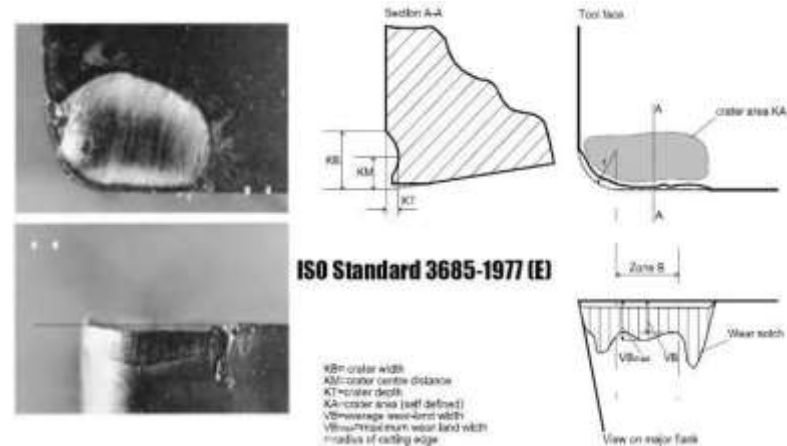 Section A-A
Tool face
A
crater area KA
KB
KM
KT
r
A
Zone B
ISO Standard 3685-1977 (E)
Wear notch
VBmax
VB
KB= crater width
KM=crater centre distance
KT= crater depth
KA=crater area (self defined)
VB=average wear-land width
VBmax=maximum wear land width
r=radius of cutting edge
View on major flank